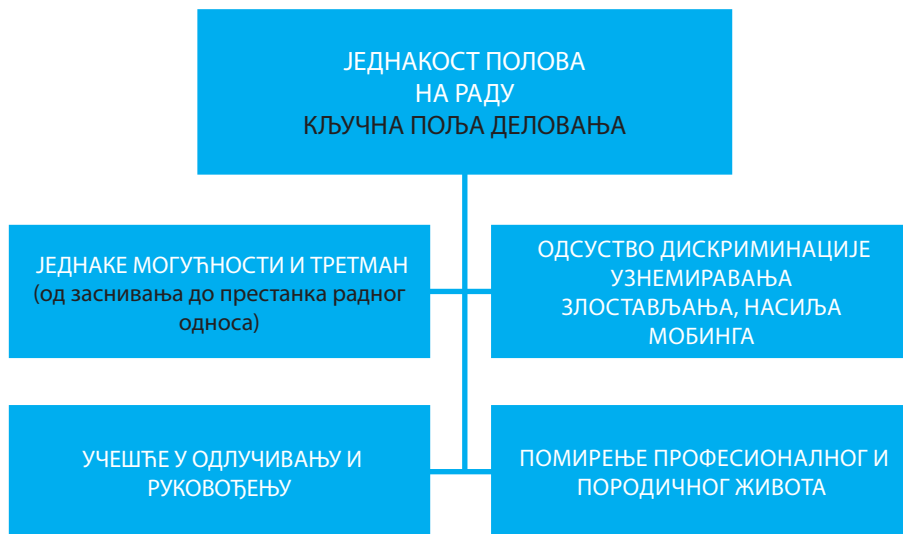 ЈЕДНАКОСТ ПОЛОВА
НА РАДУ
КЉУЧНА ПОЉА ДЕЛОВАЊА
ЈЕДНАКЕ МОГУЋНОСТИ И ТРЕТМАН
(од заснивања до престанка радног
односа)
ОДСУСТВО ДИСКРИМИНАЦИЈЕ
УЗНЕМИРАВАЊА
ЗЛОСТАВЉАЊА, НАСИЉА
МОБИНГА
УЧЕШЋЕ У ОДЛУЧИВАЊУ И
РУКОВОЂЕЊУ
ПОМИРЕЊЕ ПРОФЕСИОНАЛНОГ И
ПОРОДИЧНОГ ЖИВОТА